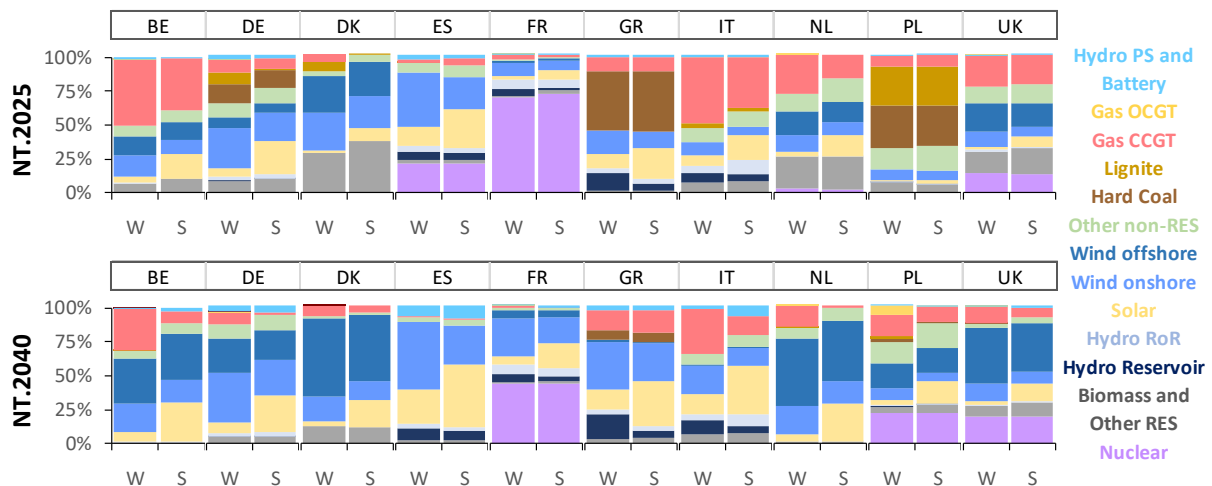 BE DE DK ES FR GR IT NL PL UK
NT.2025
100%
75%
50%
25%
0%
W S W S W S W S W S W S W S W S W S W S
BE DE DK ES FR GR IT NL PL UK
NT.2040
100%
75%
50%
25%
0%
W S W S W S W S W S W S W S W S W S W S
Hydro PS and
Battery
Gas OCGT
Gas CCGT
Lignite
Hard Coal
Other non-RES
Wind offshore
Wind onshore
Solar
Hydro RoR
Hydro Reservoir
Biomass and
Other RES
Nuclear